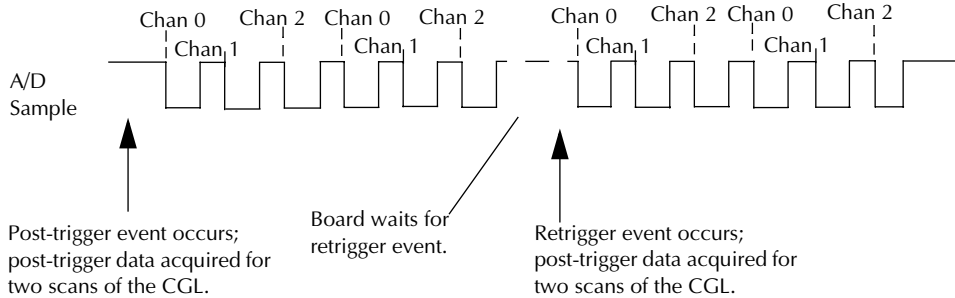 Chan 0 Chan 2 Chan 0 Chan 2 Chan 0 Chan 2 Chan 0 Chan 2
Chan 1 Chan 1 Chan 1 Chan 1
A/D
Sample
Post-trigger event occurs;
post-trigger data acquired for
two scans of the CGL.
Board waits for
retrigger event.
Retrigger event occurs;
post-trigger data acquired for
two scans of the CGL.